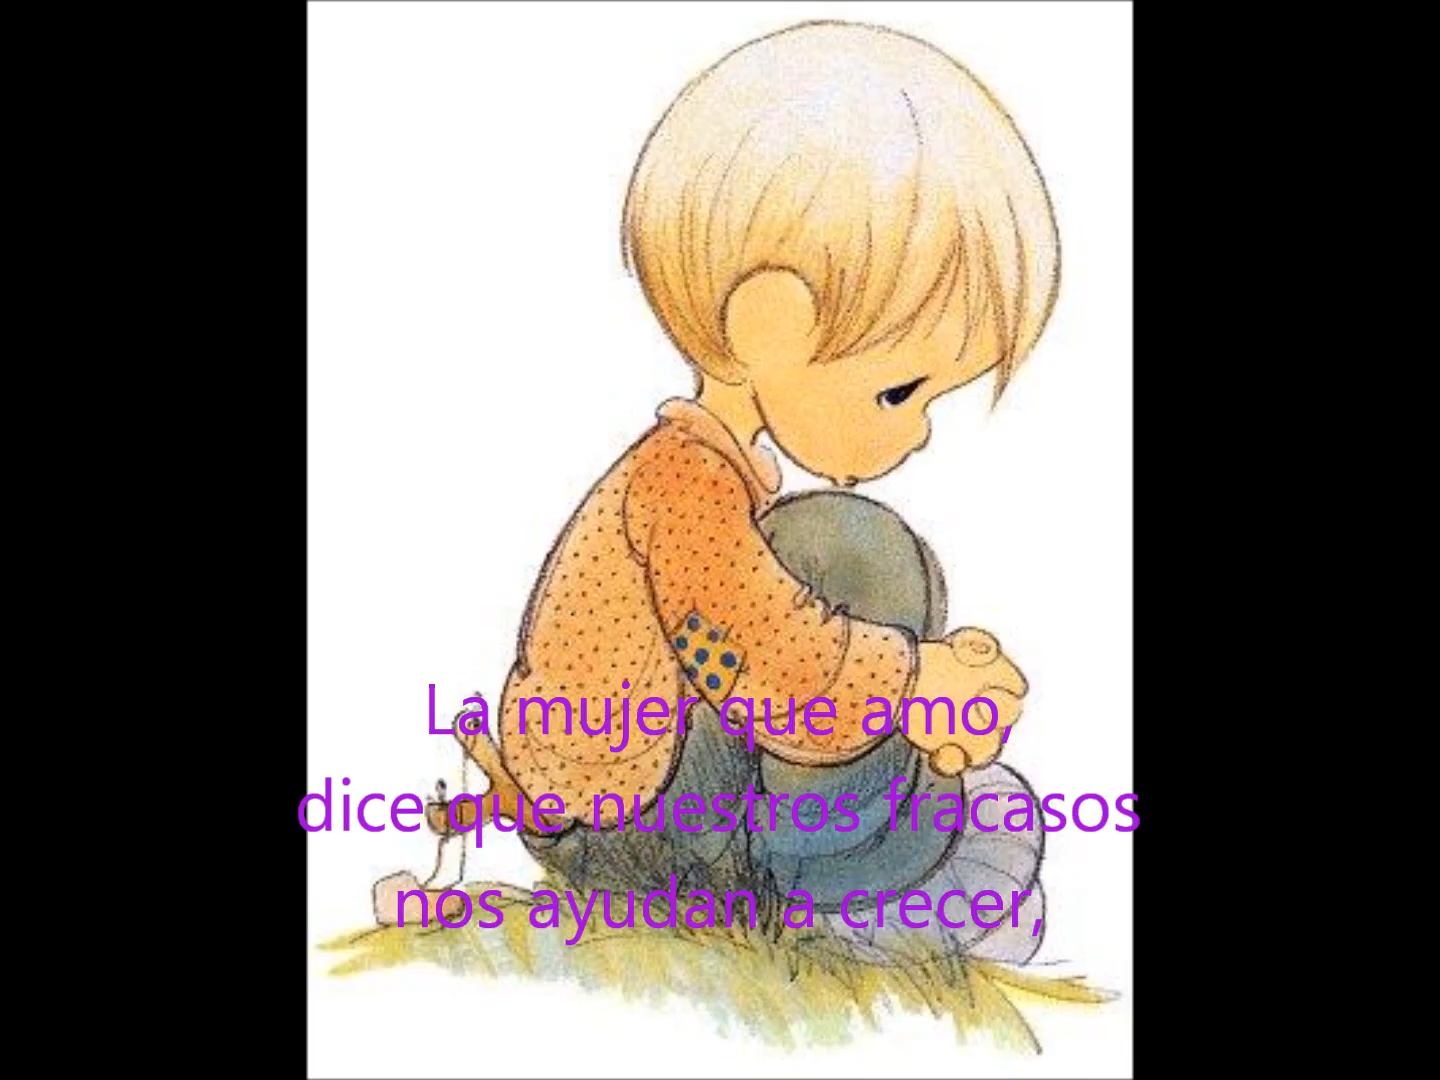 La mujer que amo,
dice que nuestros fracasos
nos ayudan a crecer,